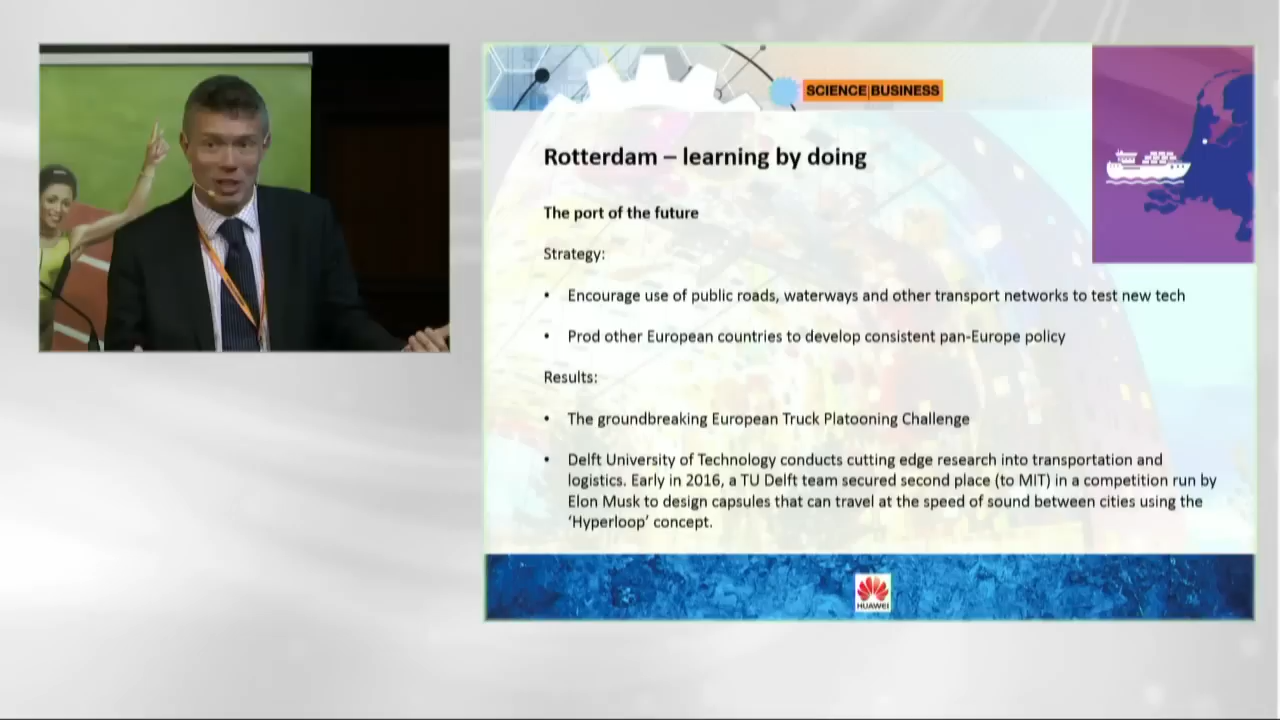 SCIENCE|BUSINESS
Rotterdam – learning by doing
The port of the future
Strategy:
• Encourage use of public roads, waterways and other transport networks to test new tech
• Prod other European countries to develop consistent pan-Europe policy
Results:
• The groundbreaking European Truck Platooning Challenge
• Delft University of Technology conducts cutting edge research into transportation and
logistics. Early in 2016, a TU Delft team secured second place (to MIT) in a competition run by
Elon Musk to design capsules that can travel at the speed of sound between cities using the
‘Hyperloop’ concept.
HUAWEI